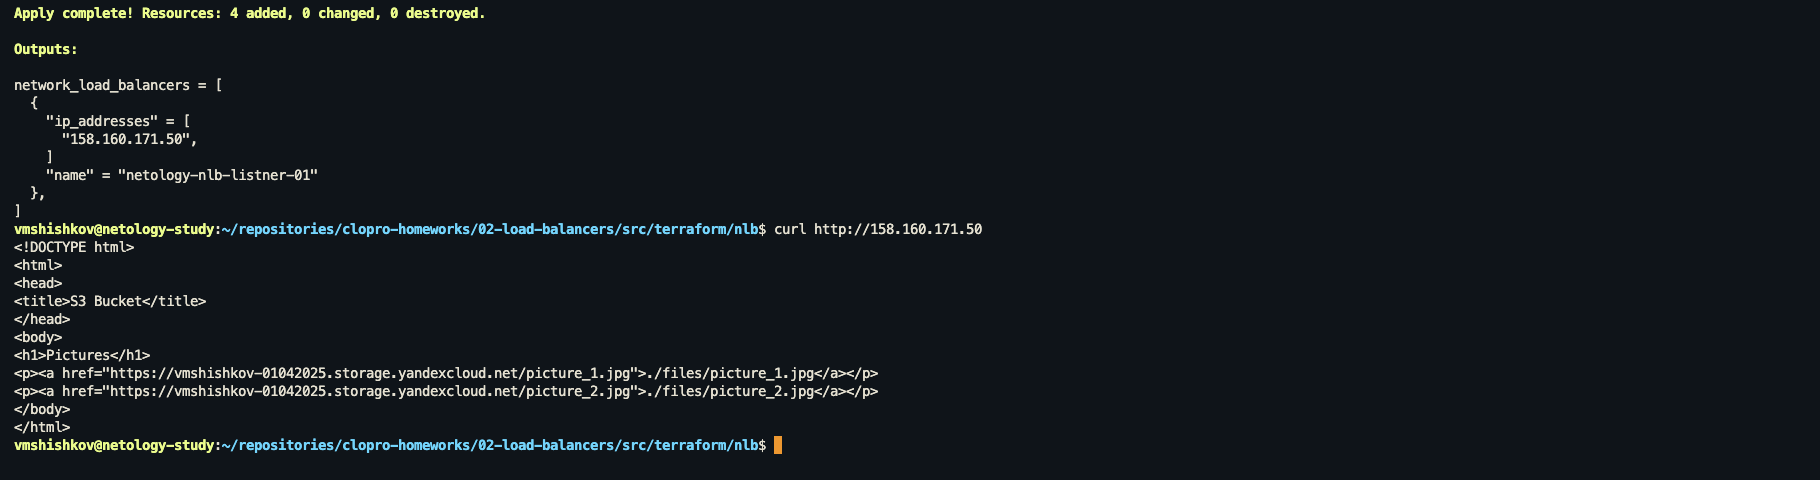 Apply complete! Resources: 4 added, 0 changed, 0 destroyed.
Outputs:
network_load_balancers = [
  {
    "ip_addresses" = [
      "158.160.171.50",
    ]
    "name" = "netology-nlb-listner-01"
  },
]
vmshishkov@netology-study:~/repositories/clopro-homeworks/02-load-balancers/src/terraform/nlb$ curl http://158.160.171.50
<!DOCTYPE html>
<html>
<head>
<title>S3 Bucket</title>
</head>
<body>
<h1>Pictures</h1>
<p><a href="https://vmshishkov-01042025.storage.yandexcloud.net/picture_1.jpg">./files/picture_1.jpg</a></p>
<p><a href="https://vmshishkov-01042025.storage.yandexcloud.net/picture_2.jpg">./files/picture_2.jpg</a></p>
</body>
</html>
vmshishkov@netology-study:~/repositories/clopro-homeworks/02-load-balancers/src/terraform/nlb$